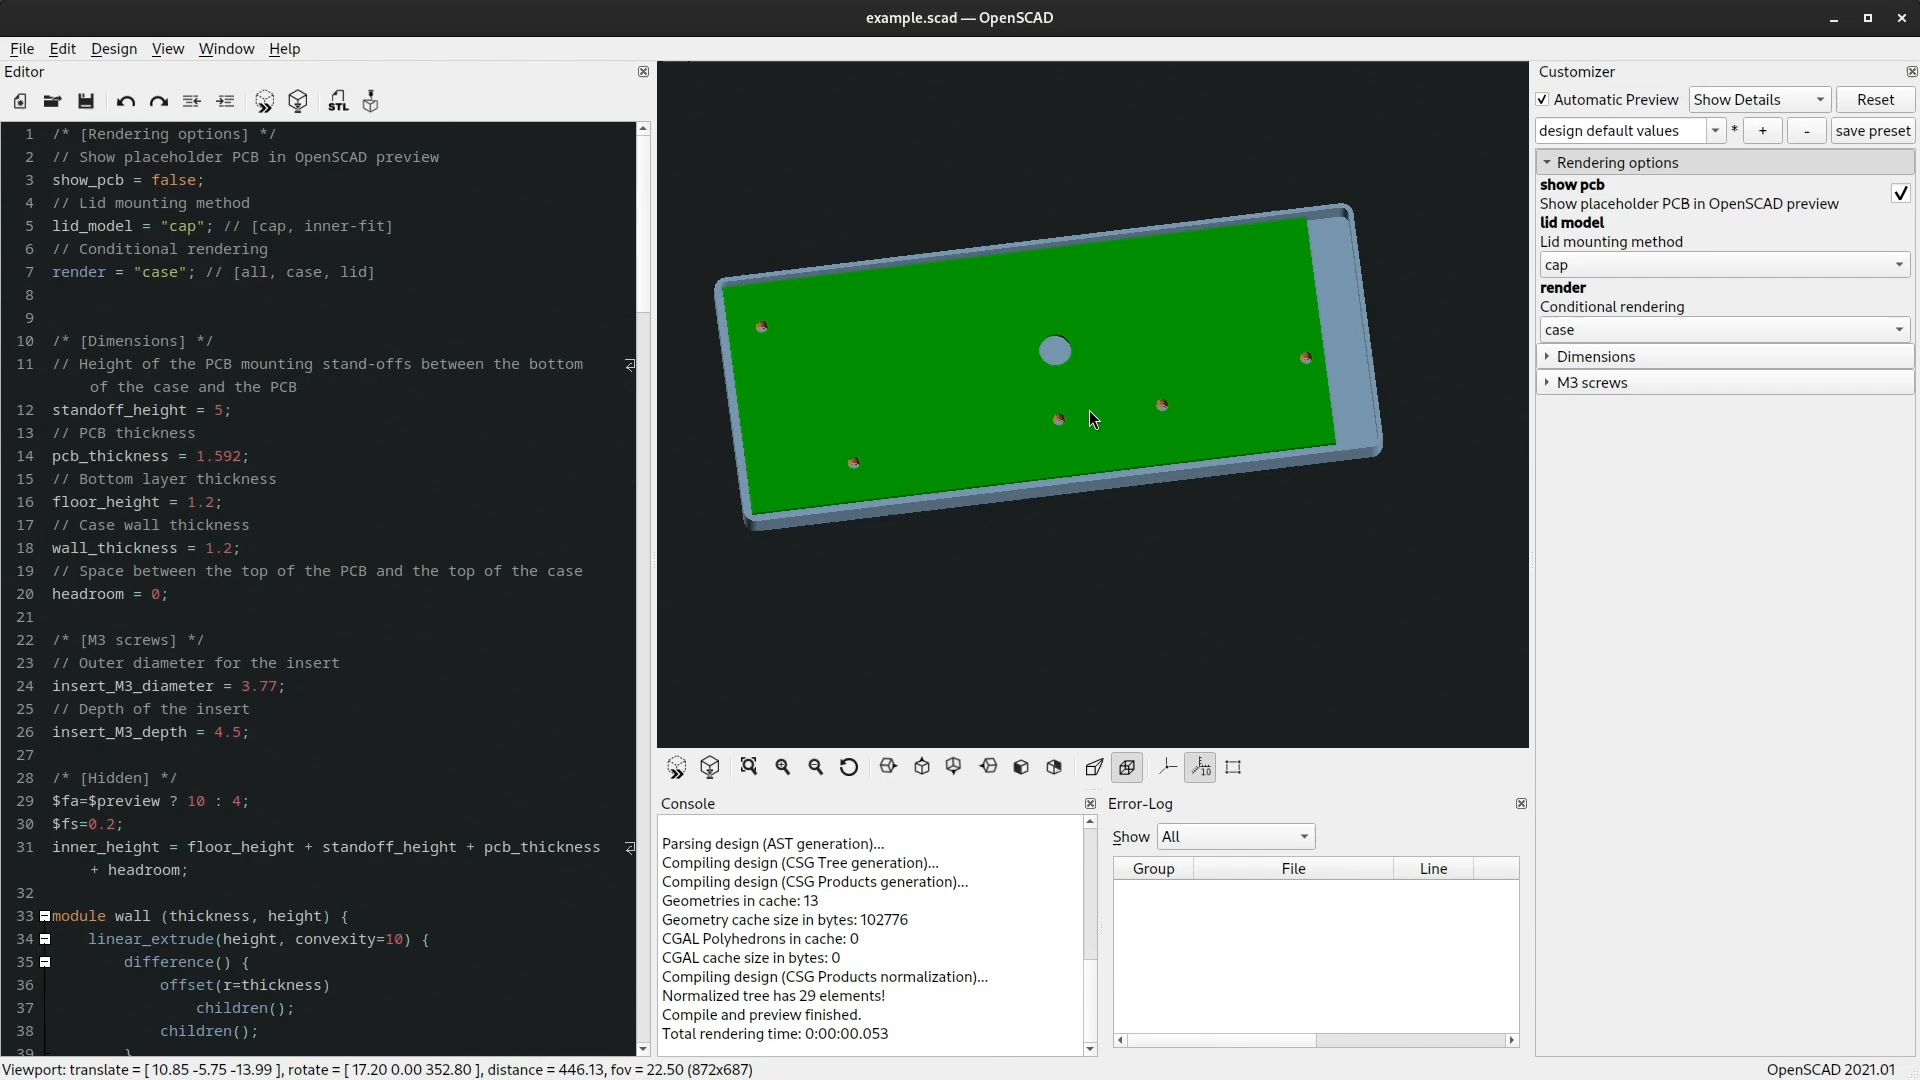 example.scad — OpenSCAD
File Edit Design View Window Help
Editor
STL
1 /* [Rendering options] */
2 // Show placeholder PCB in OpenSCAD preview
3 show_pcb = false;
4 // Lid mounting method
5 lid_model = "cap"; // [cap, inner-fit]
6 // Conditional rendering
7 render = "case"; // [all, case, lid]
8
9
10 /* [Dimensions] */
11 // Height of the PCB mounting stand-offs between the bottom
of the case and the PCB
12 standoff_height = 5;
13 // PCB thickness
14 pcb_thickness = 1.592;
15 // Bottom layer thickness
16 floor_height = 1.2;
17 // Case wall thickness
18 wall_thickness = 1.2;
19 // Space between the top of the PCB and the top of the case
20 headroom = 0;
21
22 /* [M3 screws] */
23 // Outer diameter for the insert
24 insert_M3_diameter = 3.77;
25 // Depth of the insert
26 insert_M3_depth = 4.5;
27
28 /* [Hidden] */
29 $fa=$preview ? 10 : 4;
30 $fs=0.2;
31 inner_height = floor_height + standoff_height + pcb_thickness
+ headroom;
32
33 module wall (thickness, height) {
34 linear_extrude(height, convexity=10) {
35 difference() {
36 offset(r=thickness)
37 children();
38 children();
39 }
10
Console
Parsing design (AST generation)...
Compiling design (CSG Tree generation)...
Compiling design (CSG Products generation)...
Geometries in cache: 13
Geometry cache size in bytes: 102776
CGAL Polyhedrons in cache: 0
CGAL cache size in bytes: 0
Compiling design (CSG Products normalization)...
Normalized tree has 29 elements!
Compile and preview finished.
Total rendering time: 0:00:00.053
Error-Log
Show All
Group File Line
Customizer
Automatic Preview Show Details Reset
design default values * + - save preset
Rendering options
show pcb
Show placeholder PCB in OpenSCAD preview
lid model
Lid mounting method
cap
render
Conditional rendering
case
Dimensions
M3 screws
Viewport: translate = [ 10.85 -5.75 -13.99 ], rotate = [ 17.20 0.00 352.80 ], distance = 446.13, fov = 22.50 (872x687)
OpenSCAD 2021.01